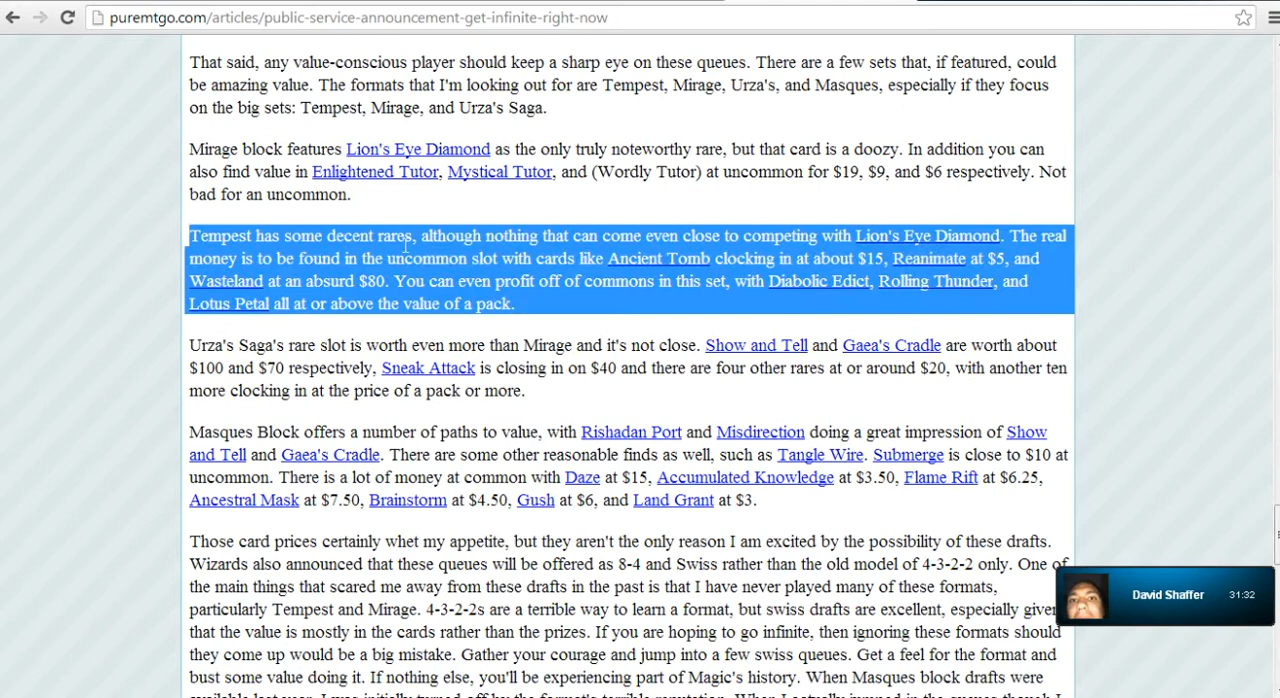 puremtgo.com/articles/public-service-announcement-get-infinite-right-now
That said, any value-conscious player should keep a sharp eye on these queues. There are a few sets that, if featured, could
be amazing value. The formats that I'm looking out for are Tempest, Mirage, Urza's, and Masques, especially if they focus
on the big sets: Tempest, Mirage, and Urza's Saga.
Mirage block features Lion's Eye Diamond as the only truly noteworthy rare, but that card is a doozy. In addition you can
also find value in Enlightened Tutor, Mystical Tutor, and (Wordly Tutor) at uncommon for $19, $9, and $6 respectively. Not
bad for an uncommon.
Tempest has some decent rares, although nothing that can come even close to competing with Lion's Eye Diamond. The real
money is to be found in the uncommon slot with cards like Ancient Tomb clocking in at about $15, Reanimate at $5, and
Wasteland at an absurd $80. You can even profit off of commons in this set, with Diabolic Edict, Rolling Thunder, and
Lotus Petal all at or above the value of a pack.
Urza's Saga's rare slot is worth even more than Mirage and it's not close. Show and Tell and Gaea's Cradle are worth about
$100 and $70 respectively, Sneak Attack is closing in on $40 and there are four other rares at or around $20, with another ten
more clocking in at the price of a pack or more.
Masques Block offers a number of paths to value, with Rishadan Port and Misdirection doing a great impression of Show
and Tell and Gaea's Cradle. There are some other reasonable finds as well, such as Tangle Wire. Submerge is close to $10 at
uncommon. There is a lot of money at common with Daze at $15, Accumulated Knowledge at $3.50, Flame Rift at $6.25,
Ancestral Mask at $7.50, Brainstorm at $4.50, Gush at $6, and Land Grant at $3.
Those card prices certainly whet my appetite, but they aren't the only reason I am excited by the possibility of these drafts.
Wizards also announced that these queues will be offered as 8-4 and Swiss rather than the old model of 4-3-2-2 only. One of
the main things that scared me away from these drafts in the past is that I have never played many of these formats,
David Shaffer 31:32
particularly Tempest and Mirage. 4-3-2-2s are a terrible way to learn a format, but swiss drafts are excellent, especially given
that the value is mostly in the cards rather than the prizes. If you are hoping to go infinite, then ignoring these formats should
they come up would be a big mistake. Gather your courage and jump into a few swiss queues. Get a feel for the format and
bust some value doing it. If nothing else, you'll be experiencing part of Magic's history. When Masques block drafts were